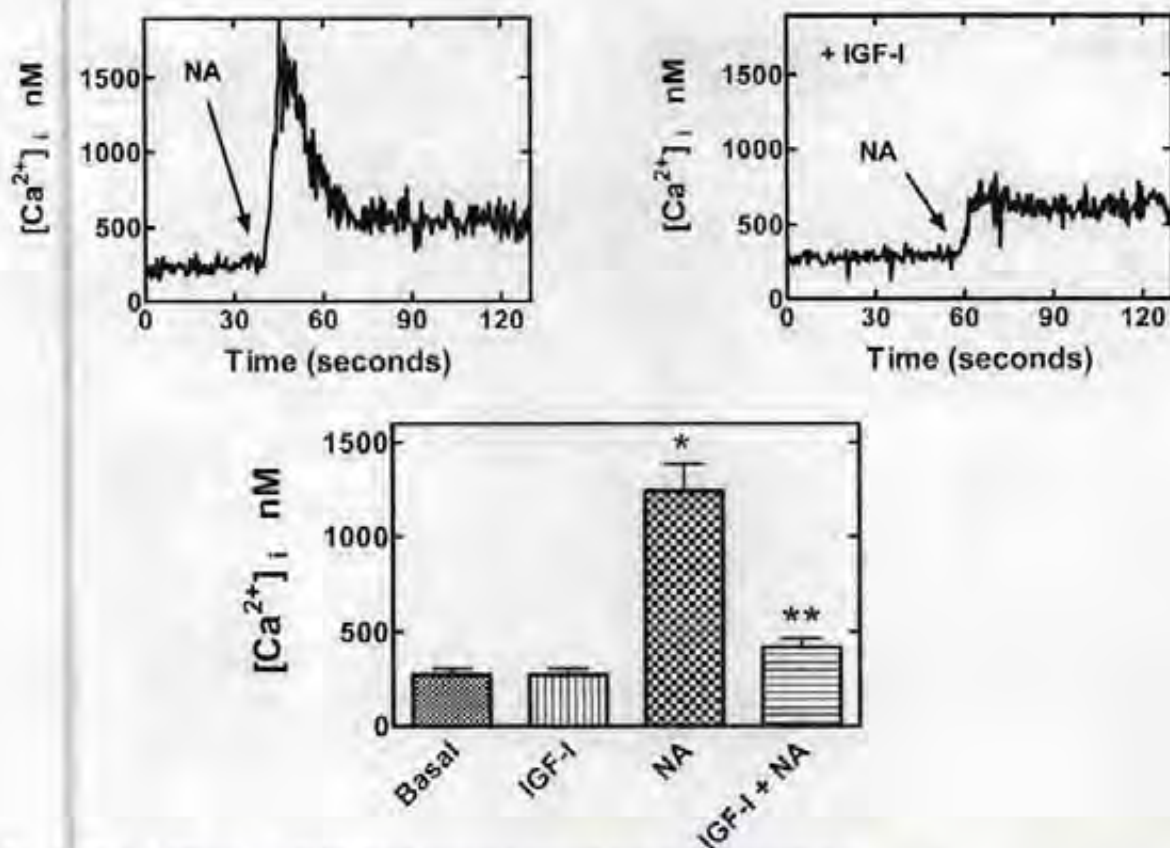 [Ca²⁺] i nM
1500
1000
500
0
NA
0 30 60 90 120
Time (seconds)
[Ca²⁺] i nM
1500
1000
500
0
+ IGF-I
NA
0 30 60 90 120
Time (seconds)
[Ca²⁺] i nM
1500
1000
500
0
*
**
Basal
IGF-I
NA
IGF-I + NA